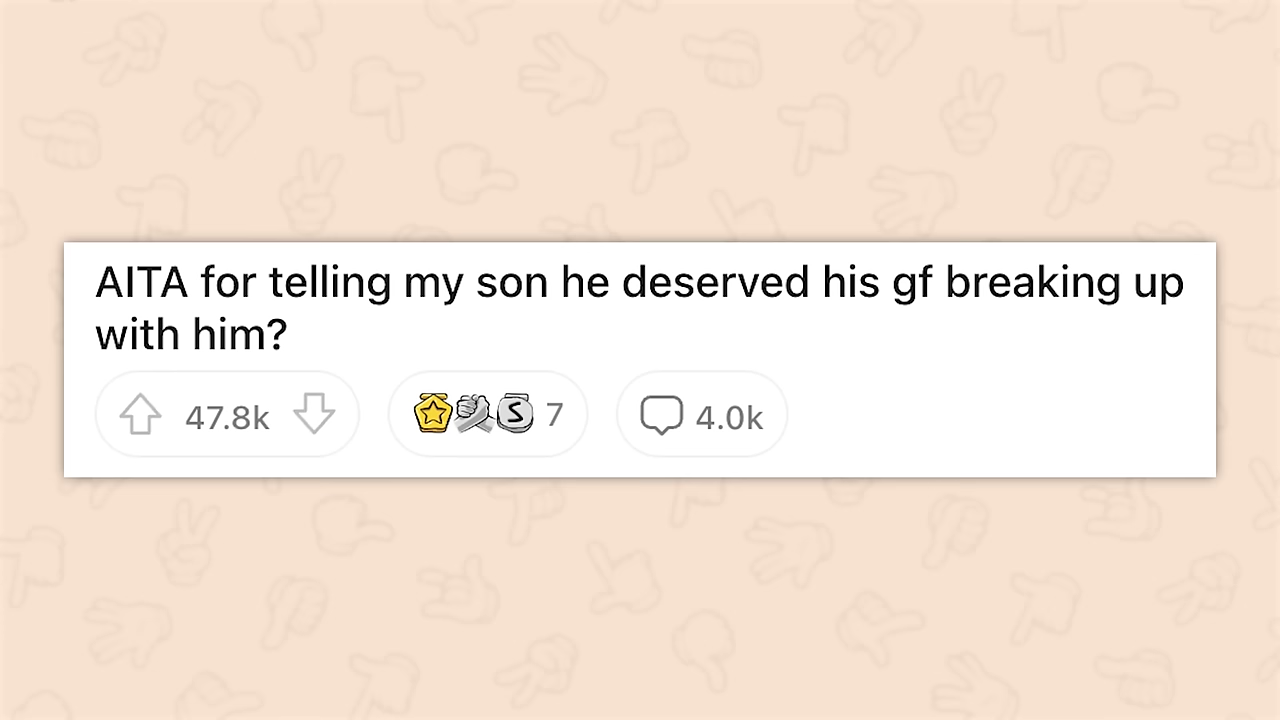 AITA for telling my son he deserved his gf breaking up
with him?
47.8k S 7 4.0k